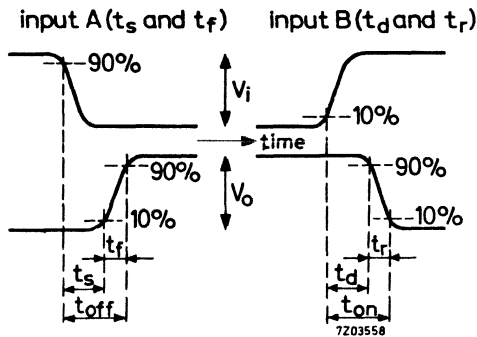 input A (ts and tf) input B (td and tr)
90%
Vi
10%
time
90%
Vo
90%
10%
10%
tf
tr
ts
td
toff
ton
7Z03558